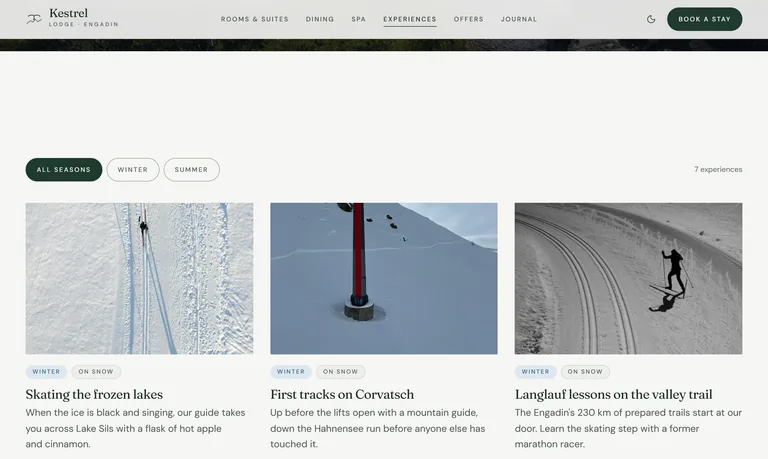 Kestrel
LODGE · ENGADIN
ROOMS & SUITES DINING SPA EXPERIENCES OFFERS JOURNAL
BOOK A STAY
ALL SEASONS WINTER SUMMER
7 experiences
WINTER ON SNOW
Skating the frozen lakes
When the ice is black and singing, our guide takes
you across Lake Sils with a flask of hot apple
and cinnamon.
WINTER ON SNOW
First tracks on Corvatsch
Up before the lifts open with a mountain guide,
down the Hahnensee run before anyone else has
touched it.
WINTER ON SNOW
Langlauf lessons on the valley trail
The Engadin's 230 km of prepared trails start at our
door. Learn the skating step with a former
marathon racer.